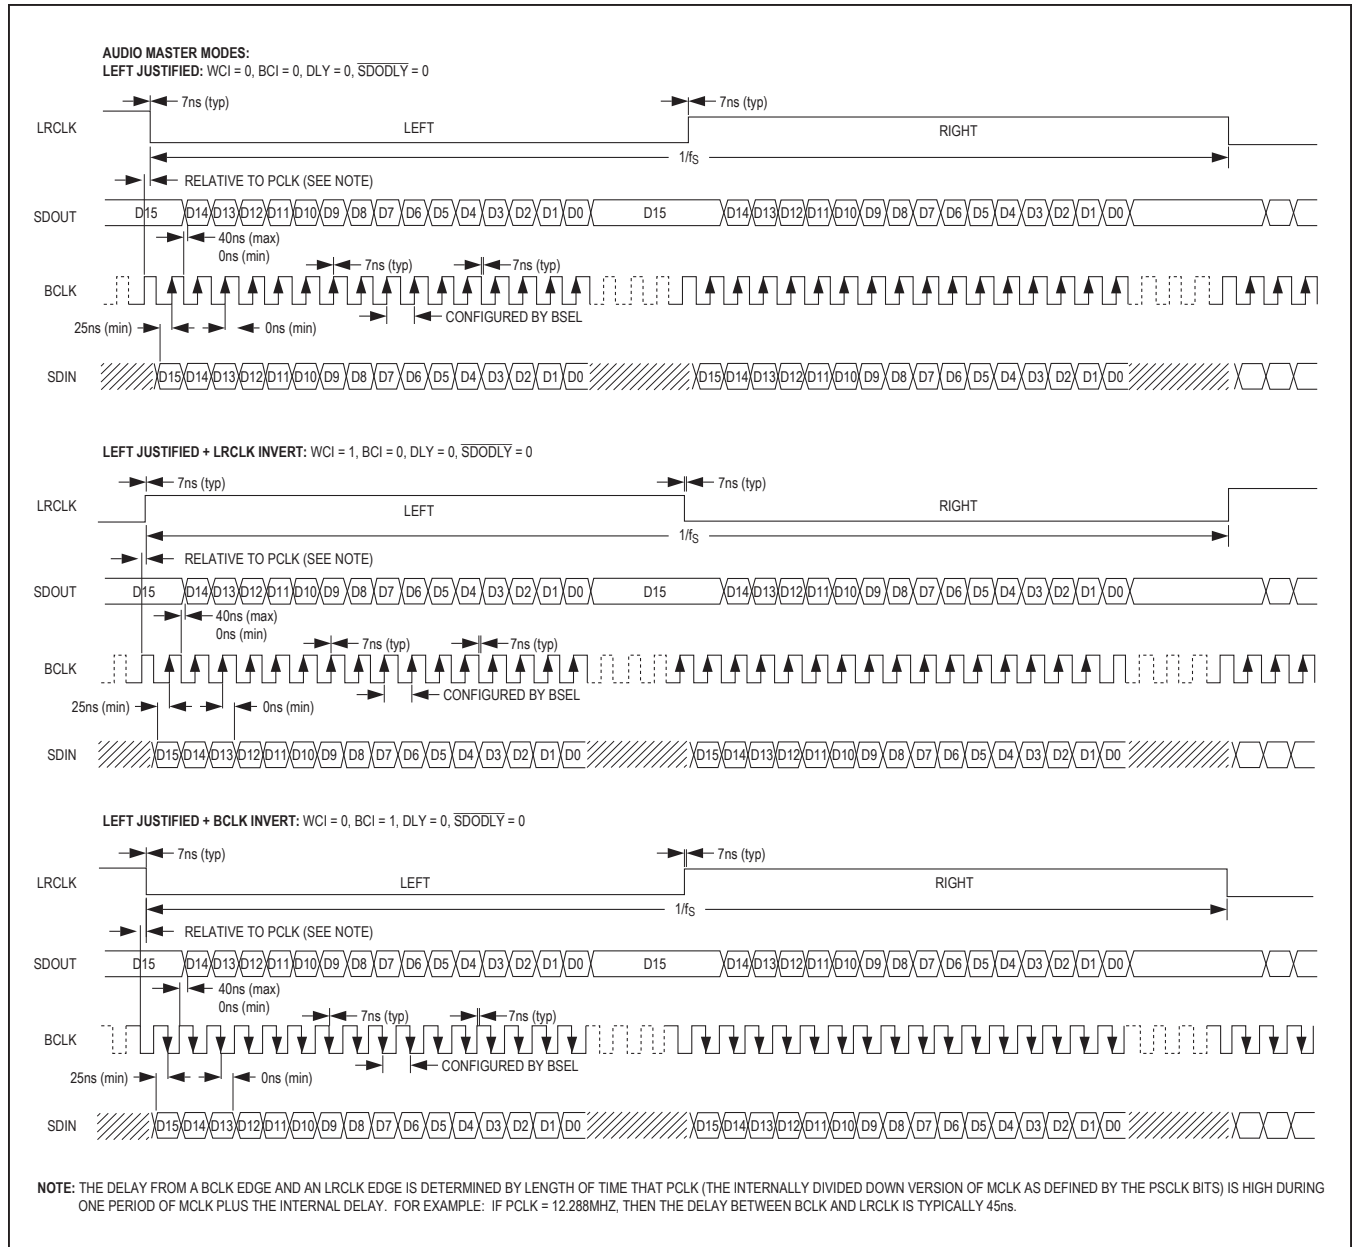 AUDIO MASTER MODES:
LEFT JUSTIFIED: WCI = 0, BCI = 0, DLY = 0, SDODLY = 0
7ns (typ)
7ns (typ)
LRCLK
LEFT
RIGHT
1/fS
RELATIVE TO PCLK (SEE NOTE)
SDOUT
D15 D14 D13 D12 D11 D10 D9 D8 D7 D6 D5 D4 D3 D2 D1 D0 D15 D14 D13 D12 D11 D10 D9 D8 D7 D6 D5 D4 D3 D2 D1 D0
40ns (max)
0ns (min)
7ns (typ)
7ns (typ)
BCLK
CONFIGURED BY BSEL
25ns (min)
0ns (min)
SDIN
D15 D14 D13 D12 D11 D10 D9 D8 D7 D6 D5 D4 D3 D2 D1 D0 D15 D14 D13 D12 D11 D10 D9 D8 D7 D6 D5 D4 D3 D2 D1 D0
LEFT JUSTIFIED + LRCLK INVERT: WCI = 1, BCI = 0, DLY = 0, SDODLY = 0
7ns (typ)
7ns (typ)
LRCLK
LEFT
RIGHT
1/fS
RELATIVE TO PCLK (SEE NOTE)
SDOUT
D15 D14 D13 D12 D11 D10 D9 D8 D7 D6 D5 D4 D3 D2 D1 D0 D15 D14 D13 D12 D11 D10 D9 D8 D7 D6 D5 D4 D3 D2 D1 D0
40ns (max)
0ns (min)
7ns (typ)
7ns (typ)
BCLK
CONFIGURED BY BSEL
25ns (min)
0ns (min)
SDIN
D15 D14 D13 D12 D11 D10 D9 D8 D7 D6 D5 D4 D3 D2 D1 D0 D15 D14 D13 D12 D11 D10 D9 D8 D7 D6 D5 D4 D3 D2 D1 D0
LEFT JUSTIFIED + BCLK INVERT: WCI = 0, BCI = 1, DLY = 0, SDODLY = 0
7ns (typ)
7ns (typ)
LRCLK
LEFT
RIGHT
1/fS
RELATIVE TO PCLK (SEE NOTE)
SDOUT
D15 D14 D13 D12 D11 D10 D9 D8 D7 D6 D5 D4 D3 D2 D1 D0 D15 D14 D13 D12 D11 D10 D9 D8 D7 D6 D5 D4 D3 D2 D1 D0
40ns (max)
0ns (min)
7ns (typ)
7ns (typ)
BCLK
CONFIGURED BY BSEL
25ns (min)
0ns (min)
SDIN
D15 D14 D13 D12 D11 D10 D9 D8 D7 D6 D5 D4 D3 D2 D1 D0 D15 D14 D13 D12 D11 D10 D9 D8 D7 D6 D5 D4 D3 D2 D1 D0
NOTE: THE DELAY FROM A BCLK EDGE AND AN LRCLK EDGE IS DETERMINED BY LENGTH OF TIME THAT PCLK (THE INTERNALLY DIVIDED DOWN VERSION OF MCLK AS DEFINED BY THE PSCLK BITS) IS HIGH DURING
ONE PERIOD OF MCLK PLUS THE INTERNAL DELAY. FOR EXAMPLE: IF PCLK = 12.288MHZ, THEN THE DELAY BETWEEN BCLK AND LRCLK IS TYPICALLY 45ns.